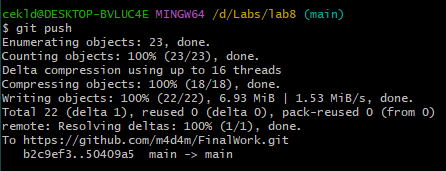 cekld@DESKTOP-BVLUC4E MINGW64 /d/Labs/lab8 (main)
$ git push
Enumerating objects: 23, done.
Counting objects: 100% (23/23), done.
Delta compression using up to 16 threads
Compressing objects: 100% (18/18), done.
Writing objects: 100% (22/22), 6.93 MiB | 1.53 MiB/s, done.
Total 22 (delta 1), reused 0 (delta 0), pack-reused 0 (from 0)
remote: Resolving deltas: 100% (1/1), done.
To https://github.com/m4d4m/FinalWork.git
   b2c9ef3..50409a5  main -> main